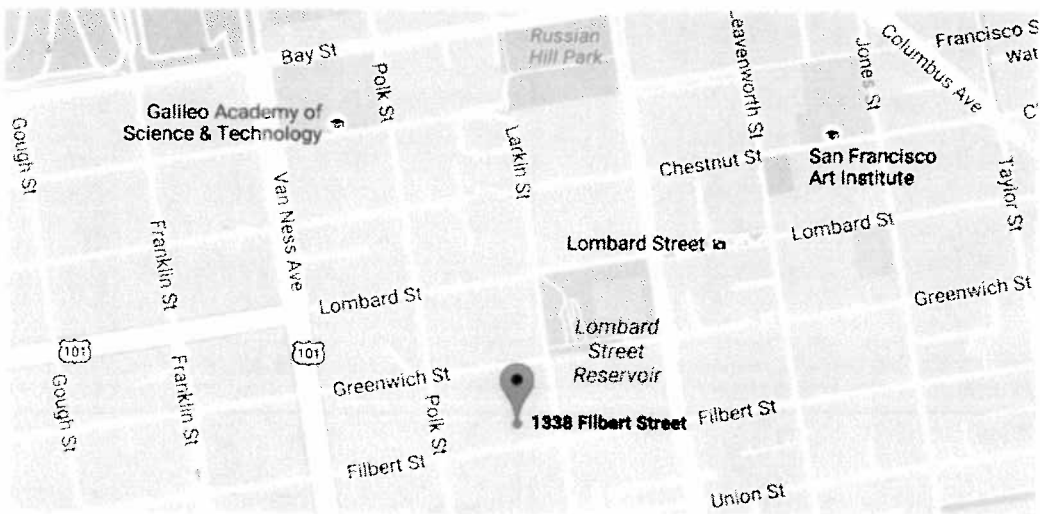 Russian
Hill Park
Bay St
Polk St
Leavenworth St
Jones St
Columbus Ave
Francisco S
Wat
Galileo Academy of
Science & Technology
Gough St
Larkin St
Chestnut St
San Francisco
Art Institute
Taylor St
C
Van Ness Ave
Franklin St
Lombard Street
Lombard St
Lombard St
Greenwich St
Lombard
Street
Reservoir
101
101
Gough St
Franklin St
Greenwich St
Polk St
1338 Filbert Street
Filbert St
Filbert St
Union St